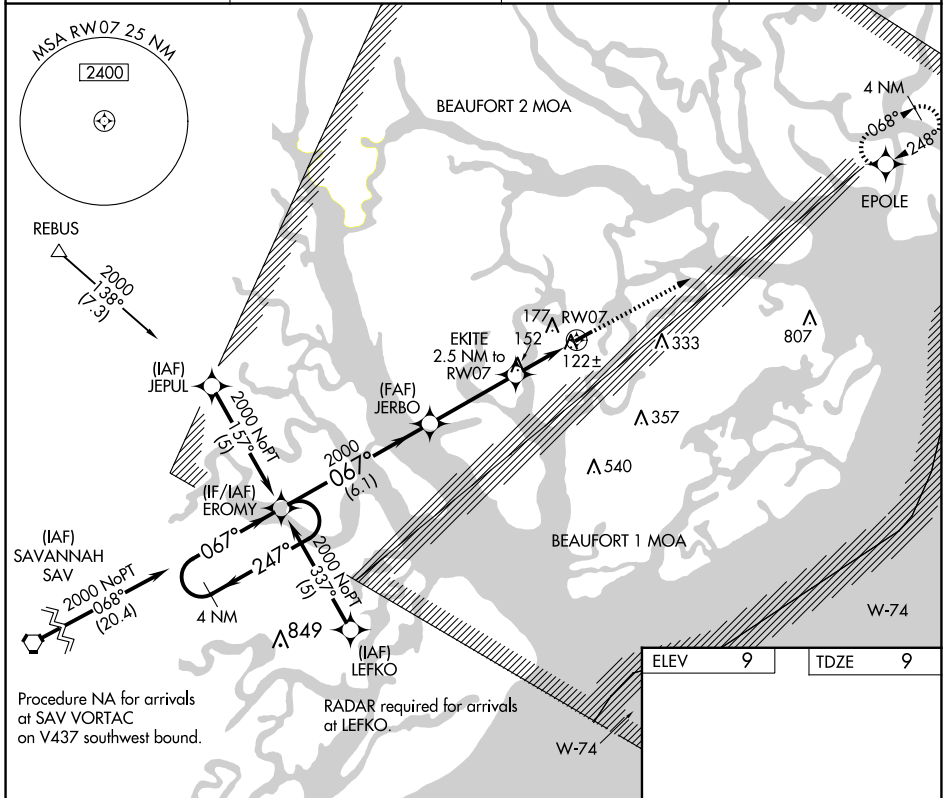 MSA RW07 25 NM
2400
BEAUFORT 2 MOA
4 NM
068°
248°
EPOLE
REBUS
2000
138°
(7.3)
(IAF)
JEPUL
2000 NoPT
157°
(5)
EKITE
2.5 NM to
RW07
177
152
RW07
122±
333
807
(FAF)
JERBO
357
540
2000
067°
(6.1)
(IF/IAF)
EROMY
067°
247°
4 NM
BEAUFORT 1 MOA
(IAF)
SAVANNAH
SAV
2000 NoPT
068°
(20.4)
2000 NoPT
337°
(5)
849
(IAF)
LEFKO
W-74
Procedure NA for arrivals
at SAV VORTAC
on V437 southwest bound.
RADAR required for arrivals
at LEFKO.
W-74
ELEV 9
TDZE 9